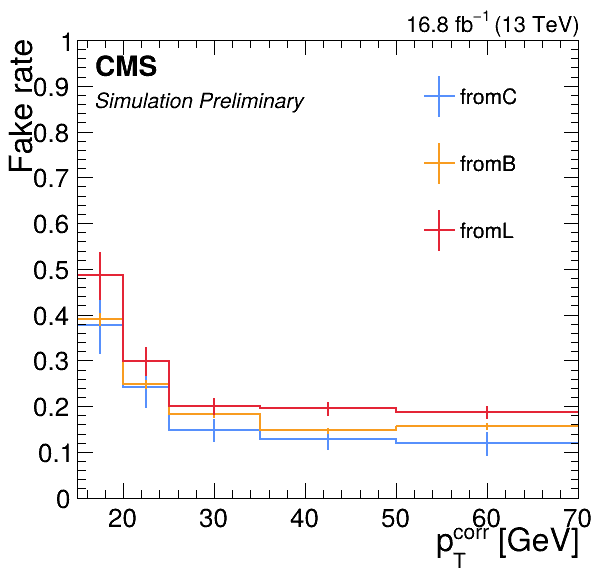 16.8 fb⁻¹ (13 TeV)
CMS
Simulation Preliminary
Fake rate
fromC
fromB
fromL
1
0.9
0.8
0.7
0.6
0.5
0.4
0.3
0.2
0.1
0
20 30 40 50 60 70
p_T^corr [GeV]